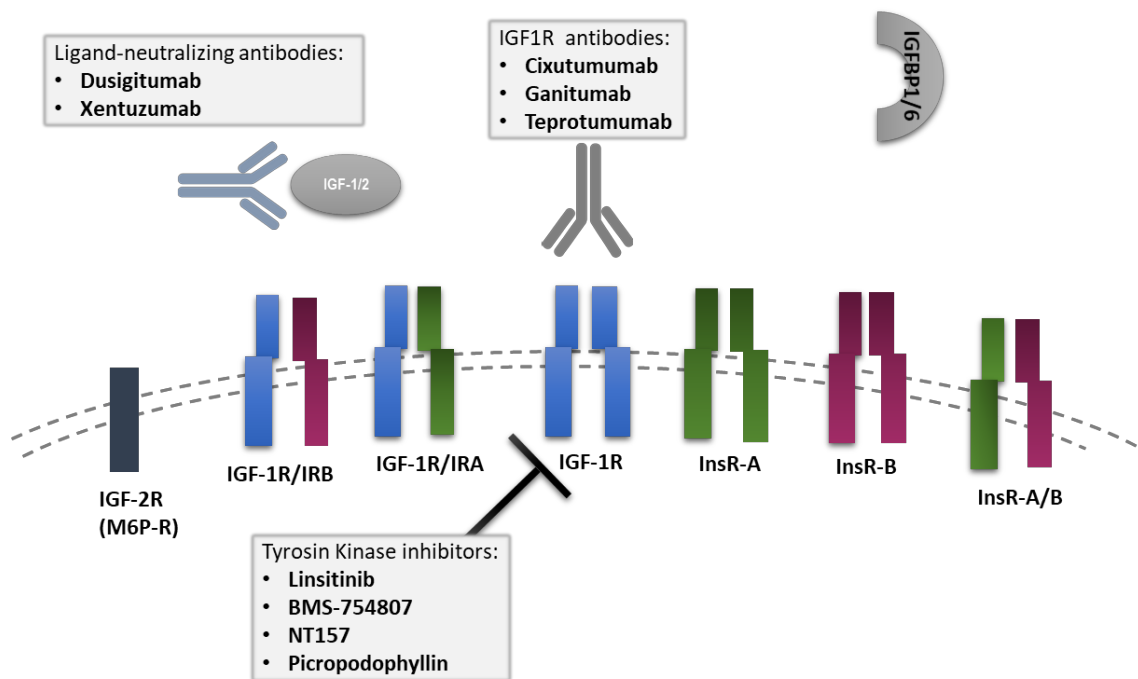 Ligand-neutralizing antibodies:
• Dusigitumab
• Xentuzumab
IGF1R antibodies:
• Cixutumumab
• Ganitumab
• Teprotumumab
IGFBP1/6
IGF-1/2
IGF-2R
(M6P-R)
IGF-1R/IRB
IGF-1R/IRA
IGF-1R
InsR-A
InsR-B
InsR-A/B
Tyrosin Kinase inhibitors:
• Linsitinib
• BMS-754807
• NT157
• Picropodophyllin